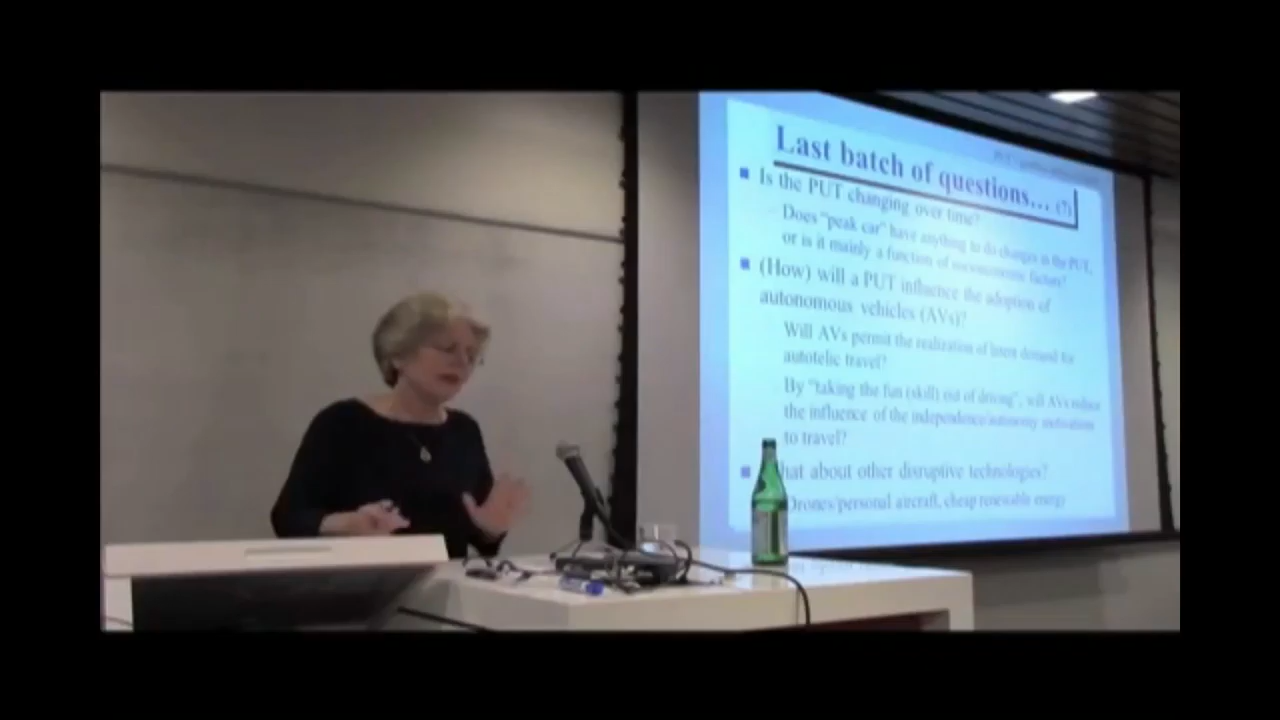 Last batch of questions... (7)
Is the PUT changing over time?
Does "peak car" have anything to do changes in the PUT,
or is it mainly a function of socioeconomic factors?
(How) will a PUT influence the adoption of
autonomous vehicles (AVs)?
Will AVs permit the realization of latent demand for
autotelic travel?
By "taking the fun (skill) out of driving", will AVs reduce
the influence of the independence/autonomy motivations
to travel?
hat about other disruptive technologies?
Drones/personal aircraft, cheap renewable energy